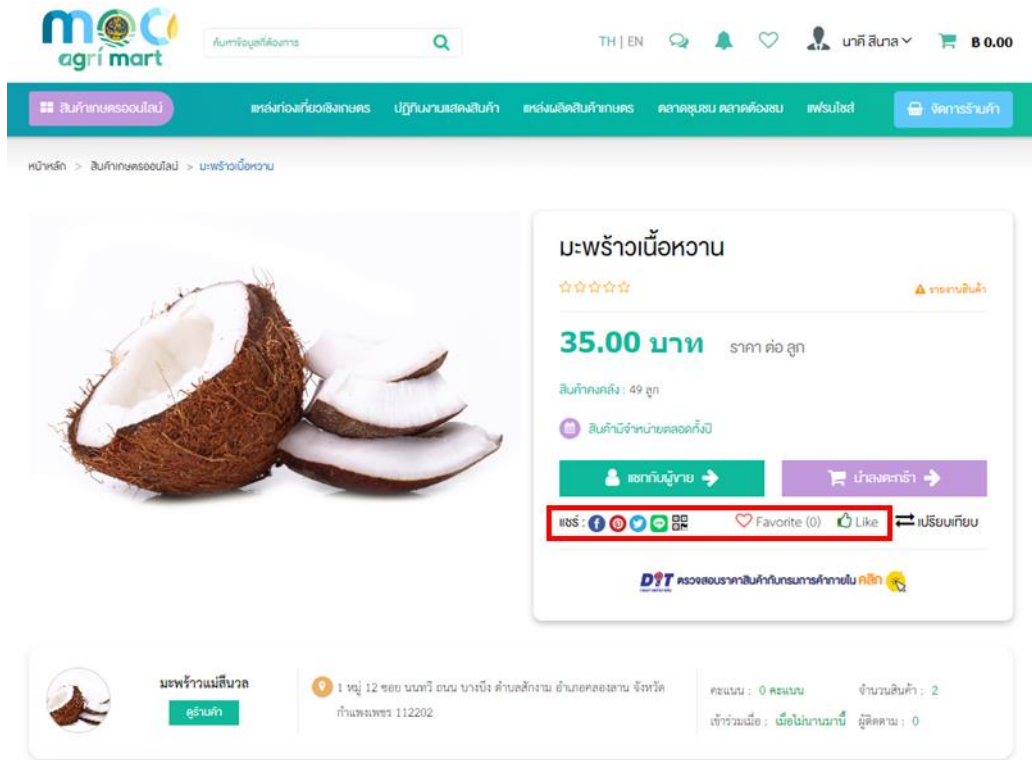 moc
agri mart
ค้นหาข้อมูลที่ต้องการ
TH | EN
นาคี สีนาล
฿ 0.00
สินค้าเกษตรออนไลน์
แหล่งท่องเที่ยวเชิงเกษตร
ปฏิทินงานแสดงสินค้า
แหล่งผลิตสินค้าเกษตร
ตลาดชุมชน ตลาดต้องชม
แฟรนไชส์
จัดการร้านค้า
หน้าหลัก > สินค้าเกษตรออนไลน์ > มะพร้าวเนื้อหวาน
มะพร้าวเนื้อหวาน
รายงานสินค้า
35.00 บาท ราคา ต่อ ลูก
สินค้าคงคลัง : 49 ลูก
สินค้ามีจำหน่ายตลอดทั้งปี
แชทกับผู้ขาย
นำลงตะกร้า
แชร์ :
Favorite (0)
Like
เปรียบเทียบ
DIT ตรวจสอบราคาสินค้ากับกรมการค้าภายใน คลิก
มะพร้าวแม่สีนวล
ดูร้านค้า
1 หมู่ 12 ซอย นนทวี ถนน บางบึง ตำบลสักงาม อำเภอคลองลาน จังหวัด
กำแพงเพชร 112202
คะแนน : 0 คะแนน
จำนวนสินค้า : 2
เข้าร่วมเมื่อ : เมื่อไม่นานมานี้
ผู้ติดตาม : 0